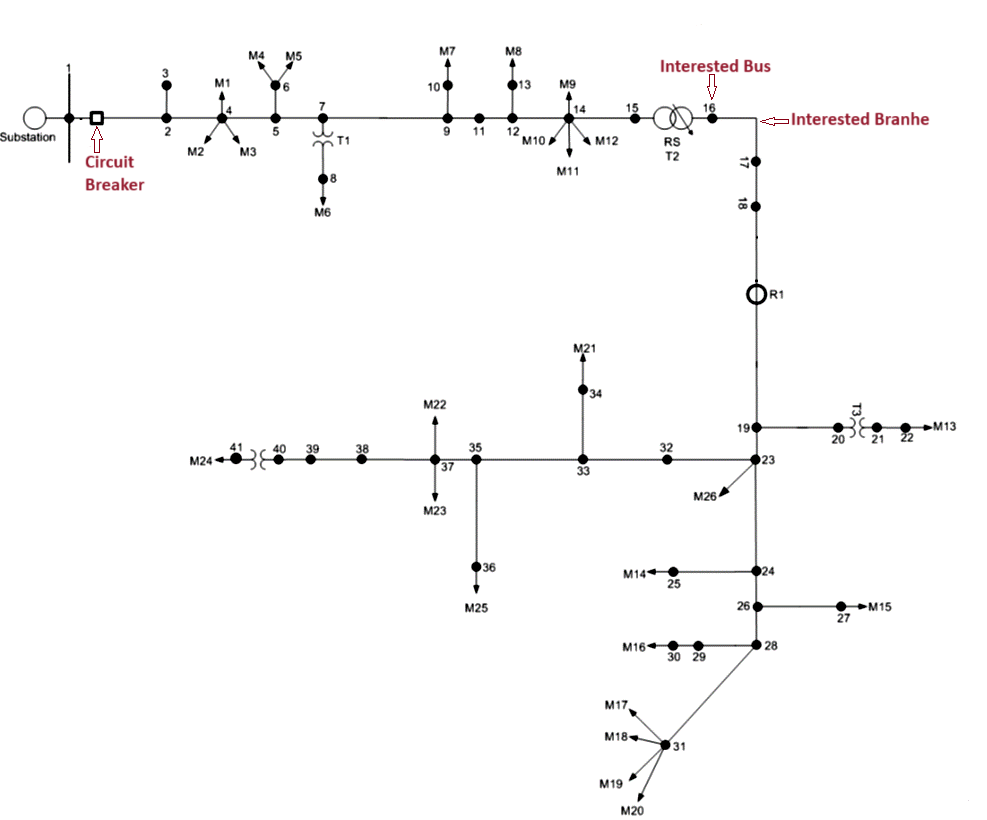 Interested Bus
M7
M8
M4
M5
1
3
M1
6
10
13
M9
4
7
14
15
16
Interested Branhe
Substation
2
5
T1
9
11
12
RS
T2
M2
M3
M10
M12
Circuit
Breaker
M11
17
8
M6
18
R1
M21
34
M22
T3
19
20
21
22
M13
41
40
39
38
35
32
M24
37
33
23
M23
M26
36
M14
25
24
M25
26
27
M15
M16
30
29
28
M17
M18
31
M19
M20